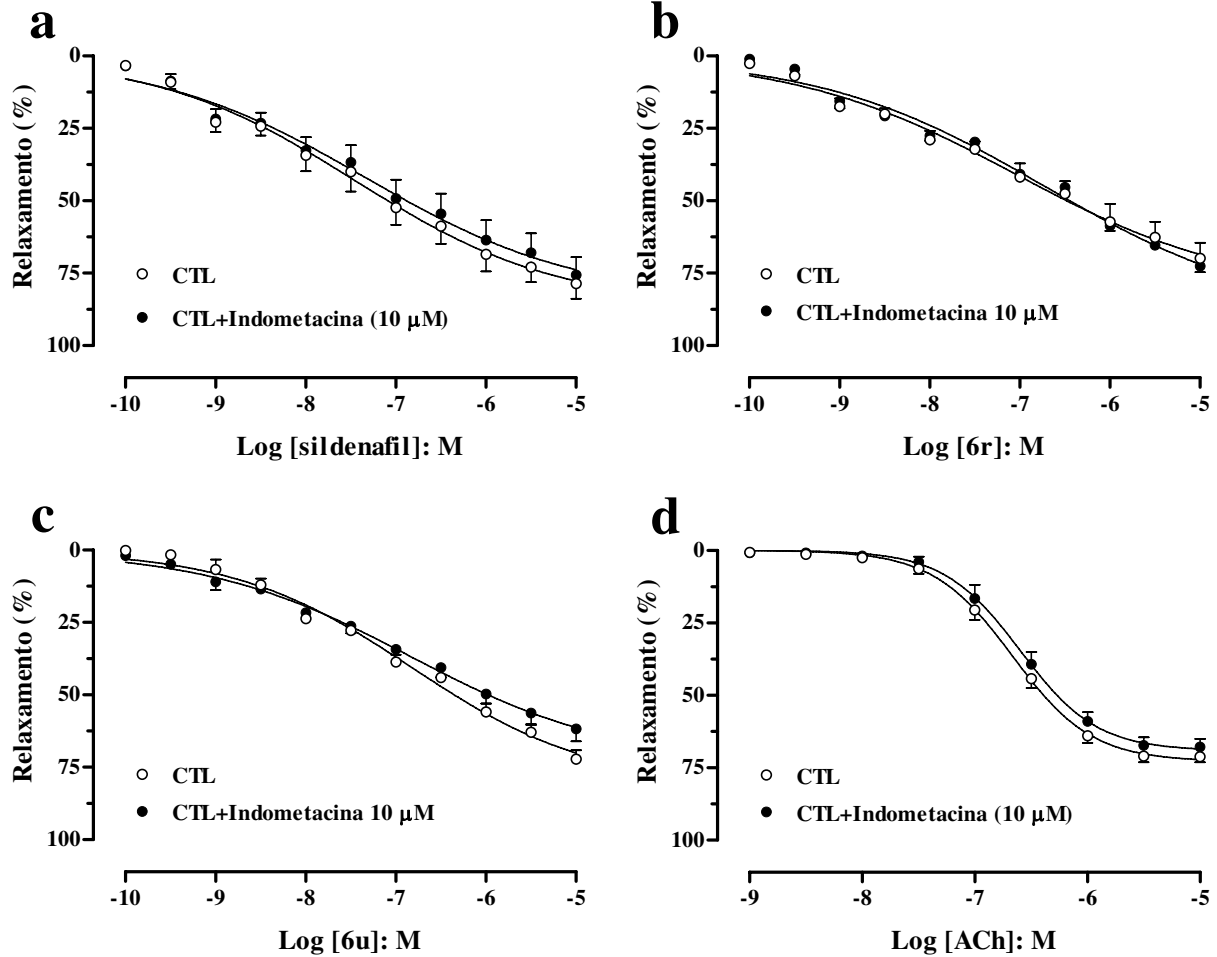 a
0
25
50
75
100
Relaxamento (%)
CTL
CTL+Indometacina (10 μM)
-10 -9 -8 -7 -6 -5
Log [sildenafil]: M
b
0
25
50
75
100
Relaxamento (%)
CTL
CTL+Indometacina 10 μM
-10 -9 -8 -7 -6 -5
Log [6r]: M
c
0
25
50
75
100
Relaxamento (%)
CTL
CTL+Indometacina 10 μM
-10 -9 -8 -7 -6 -5
Log [6u]: M
d
0
25
50
75
100
Relaxamento (%)
CTL
CTL+Indometacina (10 μM)
-9 -8 -7 -6 -5
Log [ACh]: M